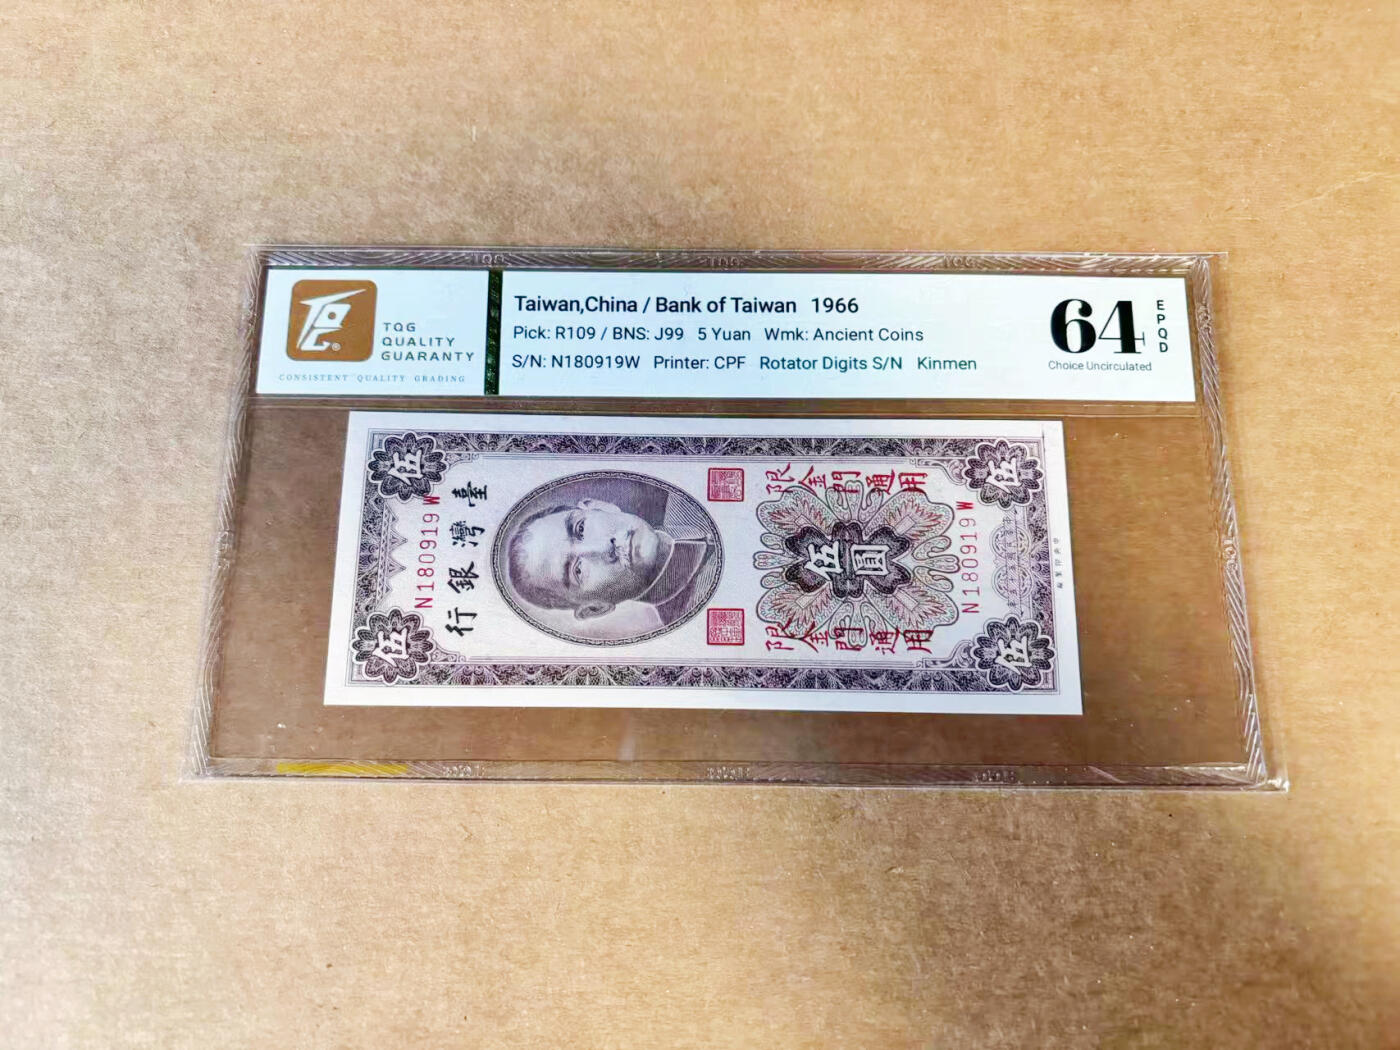 TQG
QUALITY
GUARANTY
CONSISTENT QUALITY GRADING
Taiwan,China / Bank of Taiwan 1966
Pick: R109 / BNS: J99 5 Yuan Wmk: Ancient Coins
S/N: N180919W Printer: CPF Rotator Digits S/N Kinmen
64
EPQD
Choice Uncirculated
伍
伍
N180919W
臺灣銀行
限金門通用
伍圓
限金門通用
N180919W
伍
伍